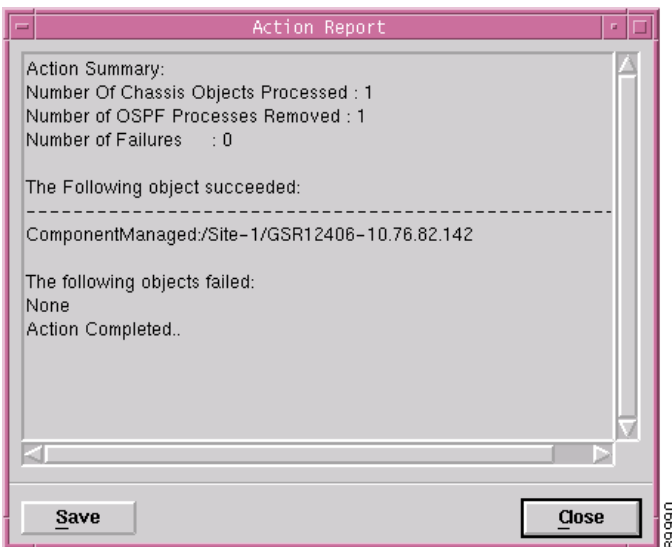 Action Report
Action Summary:
Number Of Chassis Objects Processed : 1
Number of OSPF Processes Removed : 1
Number of Failures : 0
The Following object succeeded:
--------------------------------------------------------------------
ComponentManaged:/Site-1/GSR12406-10.76.82.142
The following objects failed:
None
Action Completed..
Save
Close
89990